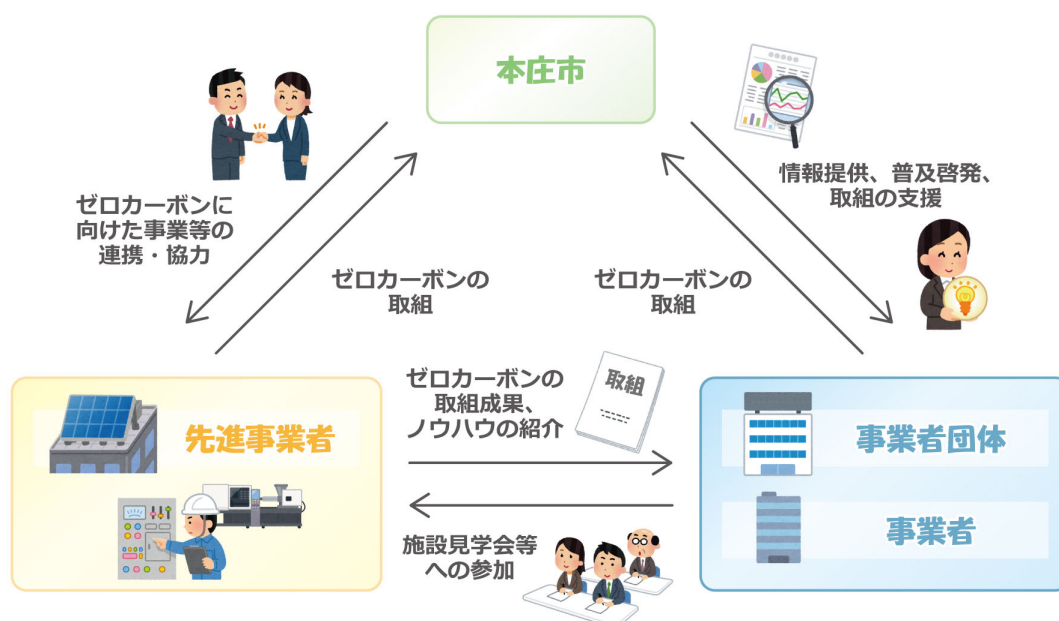 本庄市
情報提供、普及啓発、
取組の支援
ゼロカーボンに
向けた事業等の
連携・協力
ゼロカーボンの
取組
ゼロカーボンの
取組
ゼロカーボンの
取組成果、
ノウハウの紹介
取組
先進事業者
事業者団体
事業者
施設見学会等
への参加